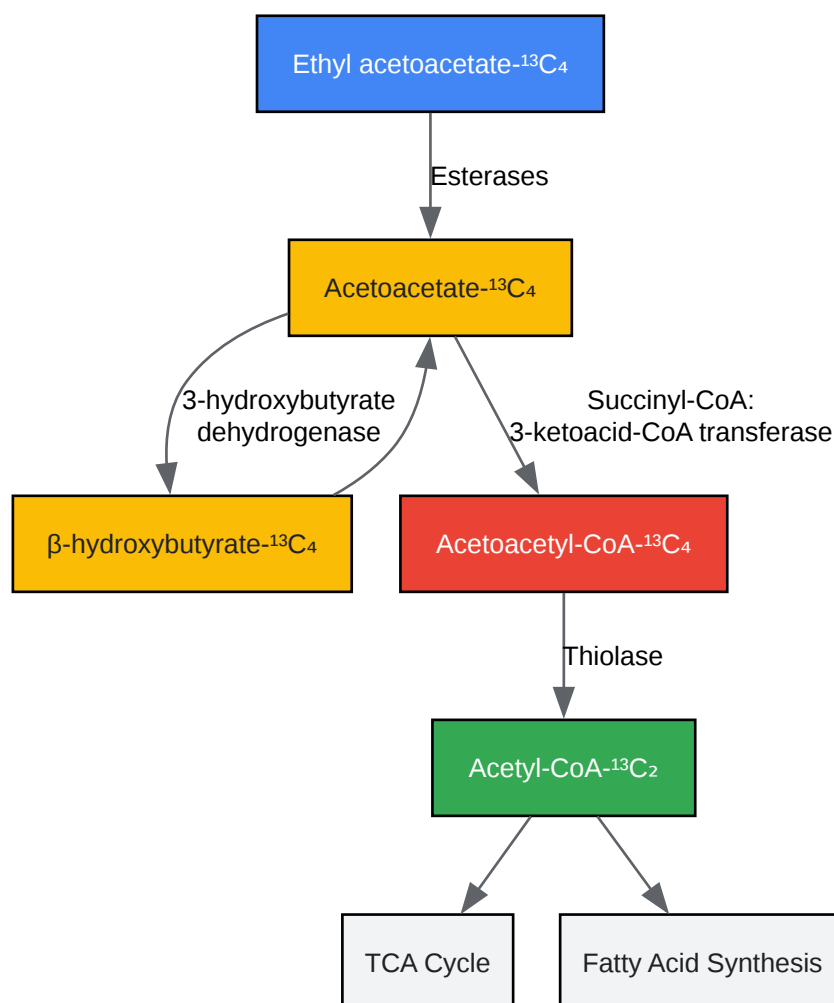 Ethyl acetoacetate-¹³C₄
Esterases
Acetoacetate-¹³C₄
3-hydroxybutyrate
dehydrogenase
Succinyl-CoA:
3-ketoacid-CoA transferase
β-hydroxybutyrate-¹³C₄
Acetoacetyl-CoA-¹³C₄
Thiolase
Acetyl-CoA-¹³C₂
TCA Cycle
Fatty Acid Synthesis